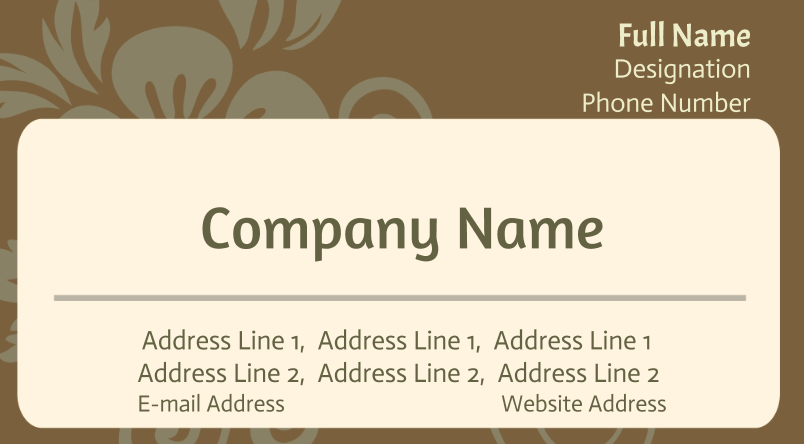 Full Name
Designation
Phone Number
Company Name
Address Line 1, Address Line 1, Address Line 1
Address Line 2, Address Line 2, Address Line 2
E-mail Address Website Address